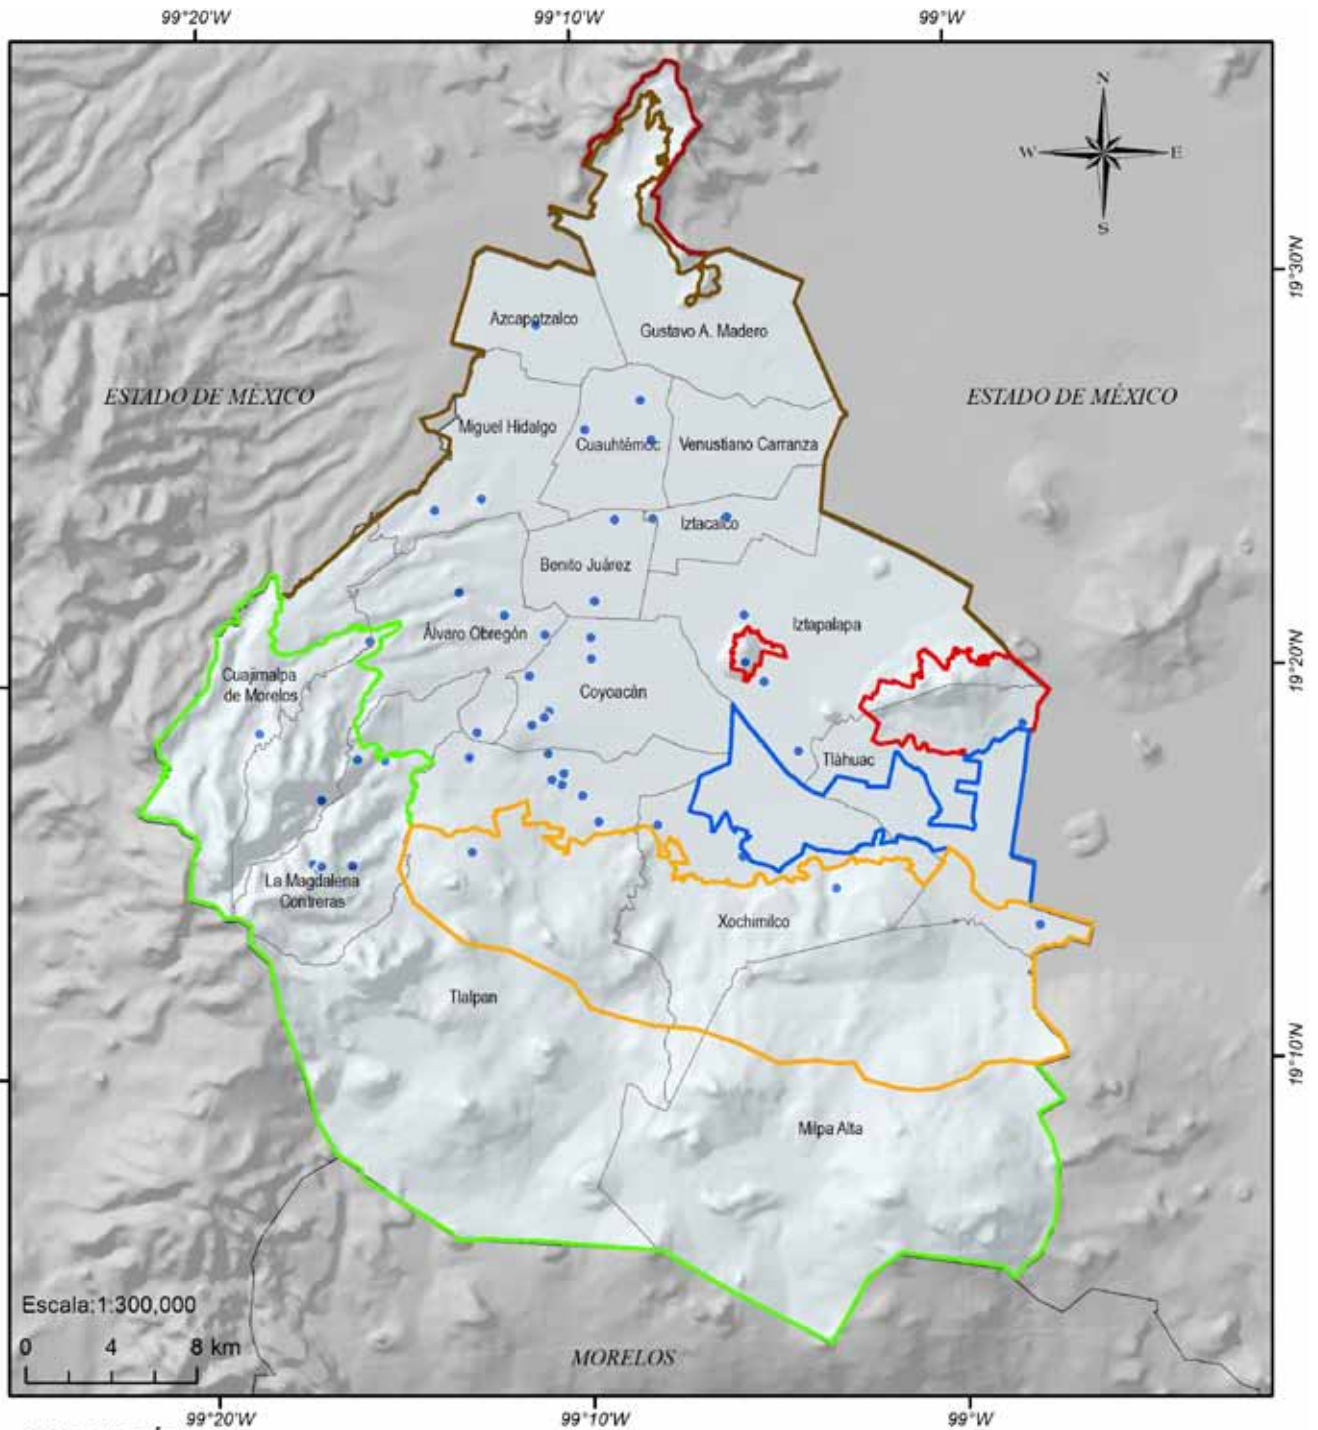 99°20'W 99°10'W 99°W
N
W E
S
19°30'N
Azcapotzalco
Gustavo A. Madero
ESTADO DE MÉXICO
ESTADO DE MÉXICO
Miguel Hidalgo
Cuauhtémoc
Venustiano Carranza
Iztacalco
Benito Juárez
Iztapalapa
Álvaro Obregón
19°20'N
Cuajimalpa
de Morelos
Coyoacán
Tláhuac
La Magdalena
Contreras
Xochimilco
Tlalpan
19°10'N
Milpa Alta
Escala:1:300,000
0 4 8 km
MORELOS
99°20'W 99°10'W 99°W